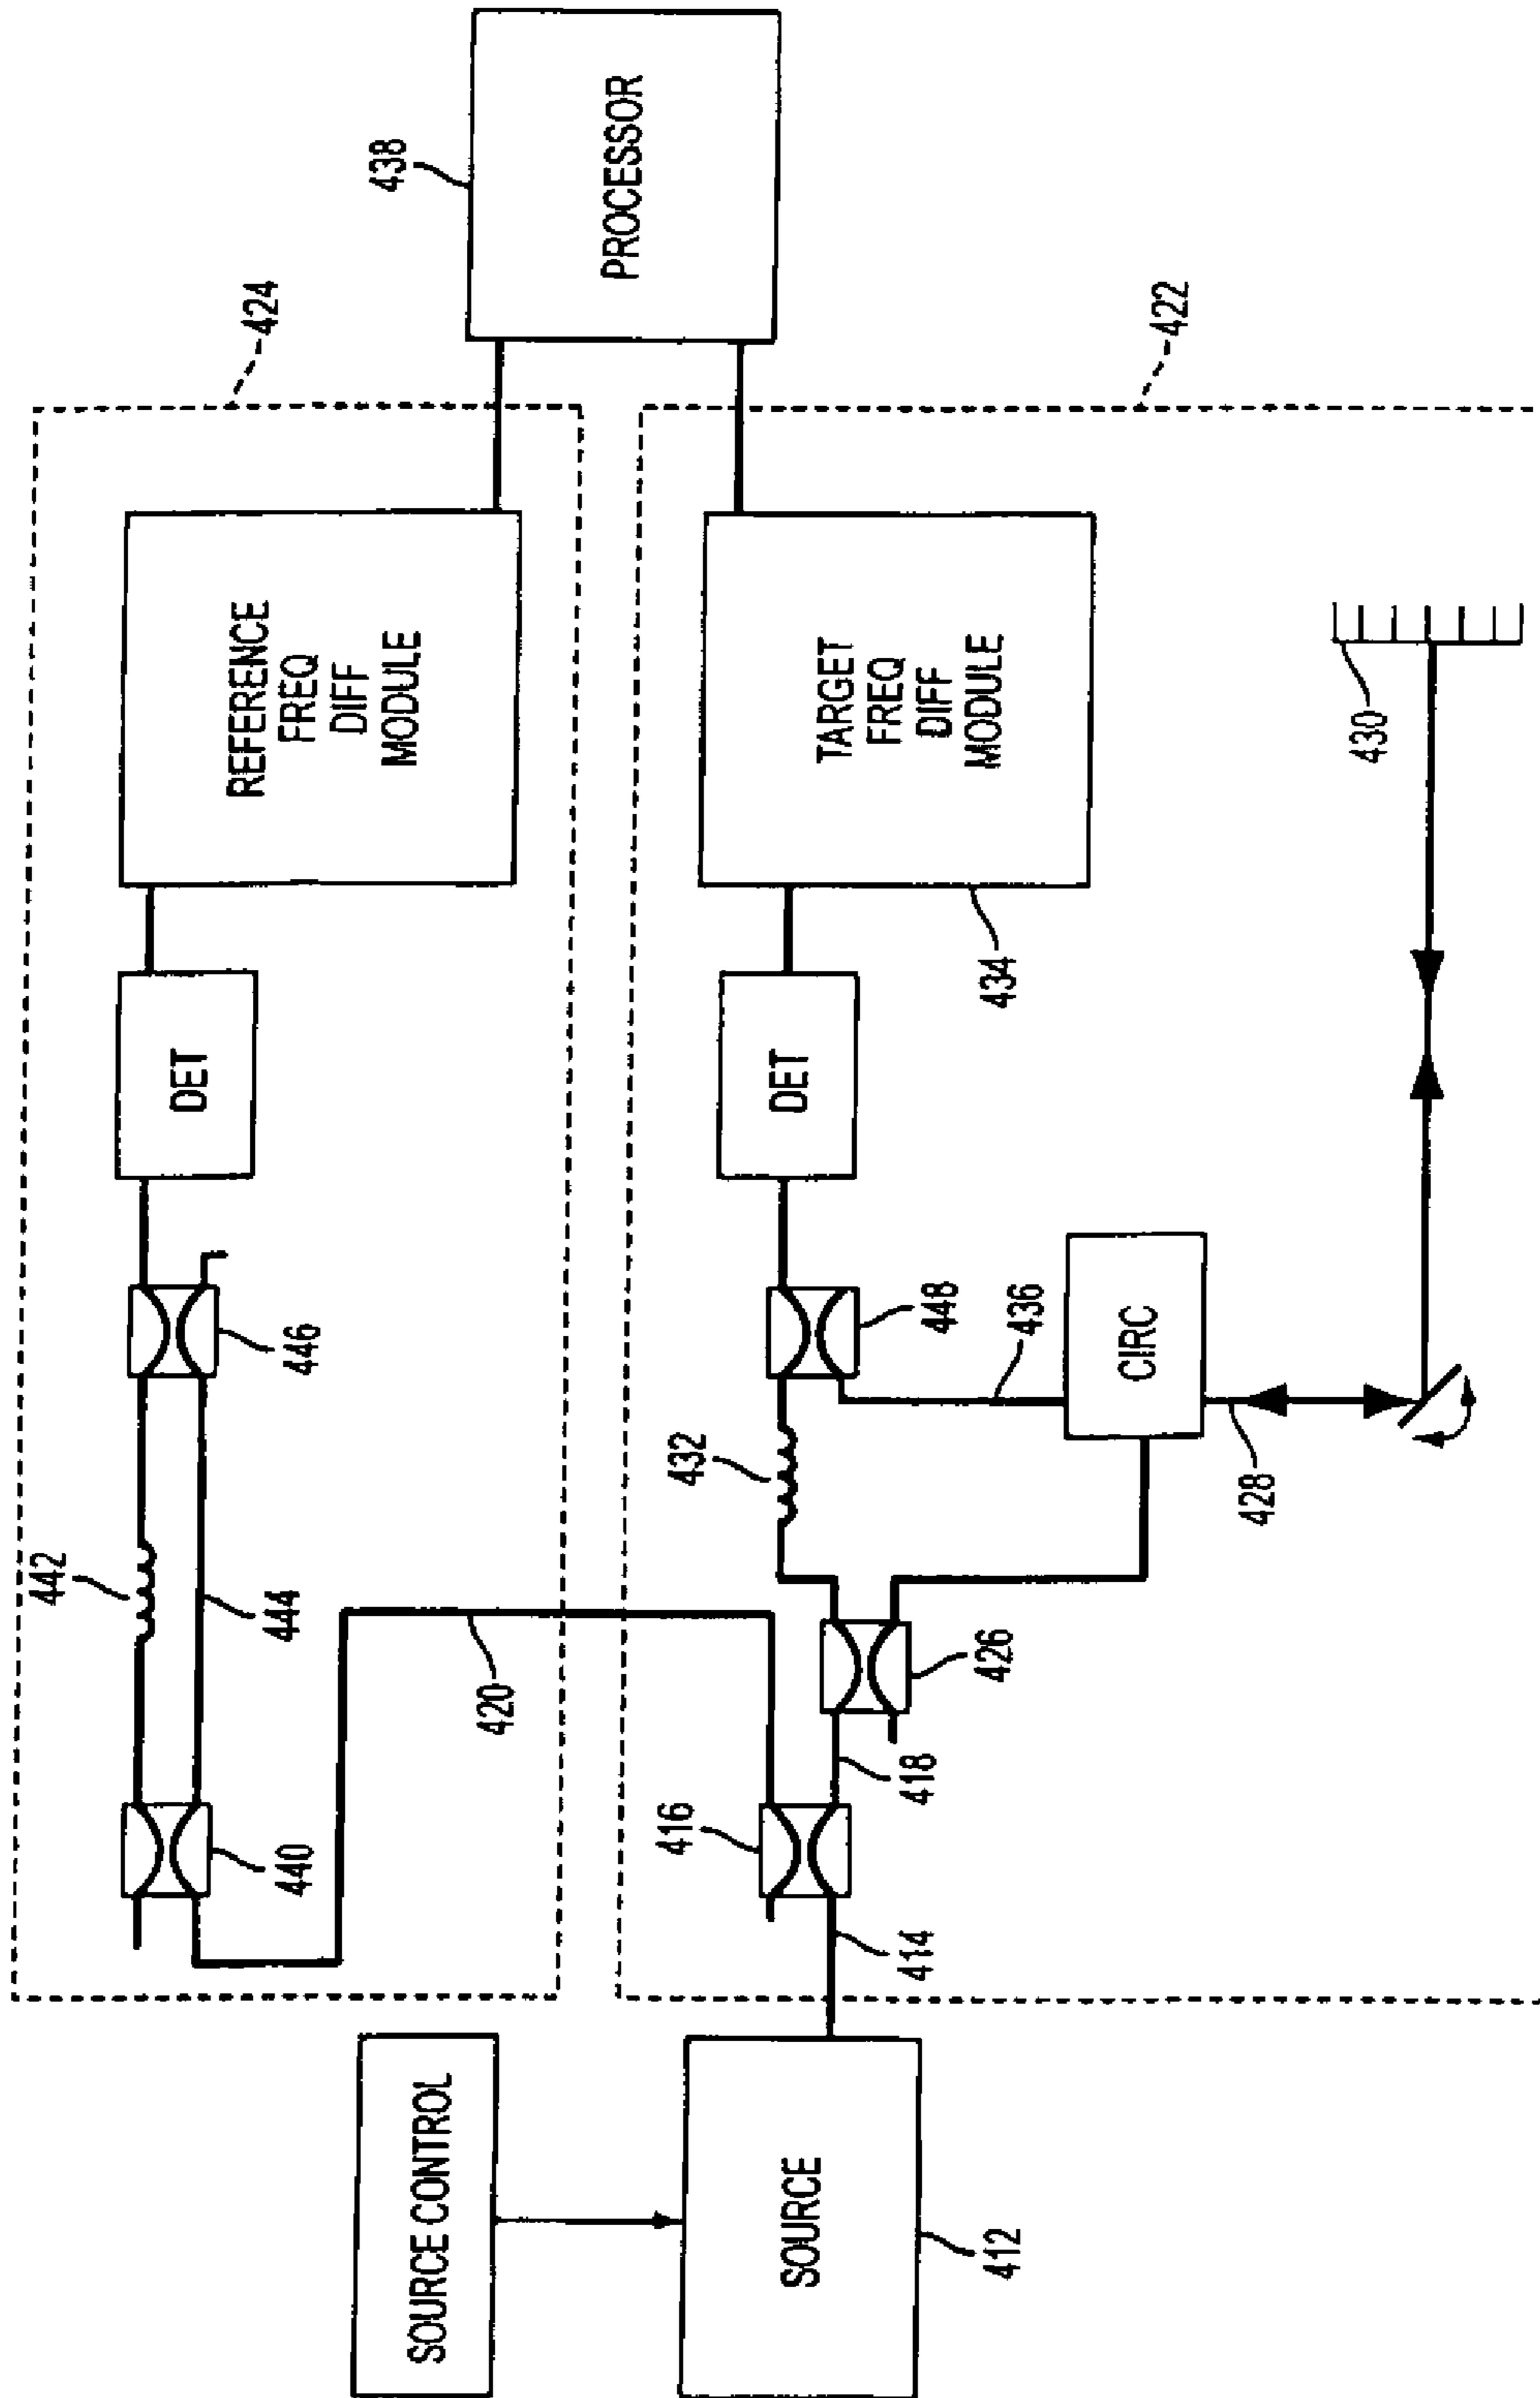 SOURCE CONTROL
SOURCE
412
414
416
418
420
426
440
442
444
446
DET
REFERENCE
FREQ
DIFF
MODULE
424
432
448
436
DET
TARGET
FREQ
DIFF
MODULE
434
CIRC
428
430
422
PROCESSOR
438